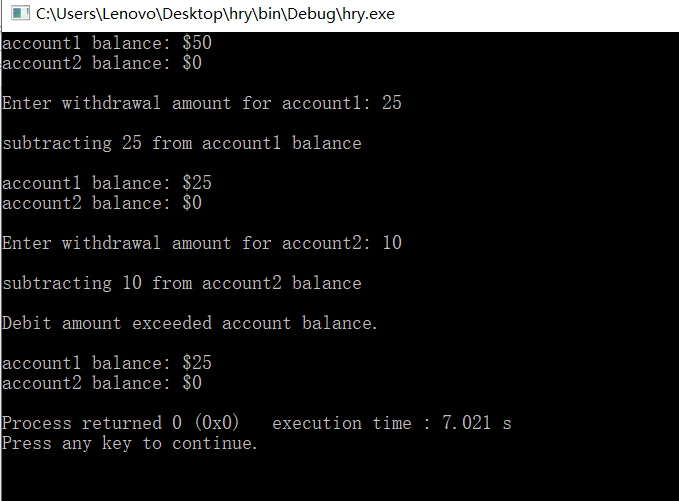 C:\Users\Lenovo\Desktop\hry\bin\Debug\hry.exe
account1 balance: $50
account2 balance: $0
Enter withdrawal amount for account1: 25
subtracting 25 from account1 balance
account1 balance: $25
account2 balance: $0
Enter withdrawal amount for account2: 10
subtracting 10 from account2 balance
Debit amount exceeded account balance.
account1 balance: $25
account2 balance: $0
Process returned 0 (0x0)   execution time : 7.021 s
Press any key to continue.